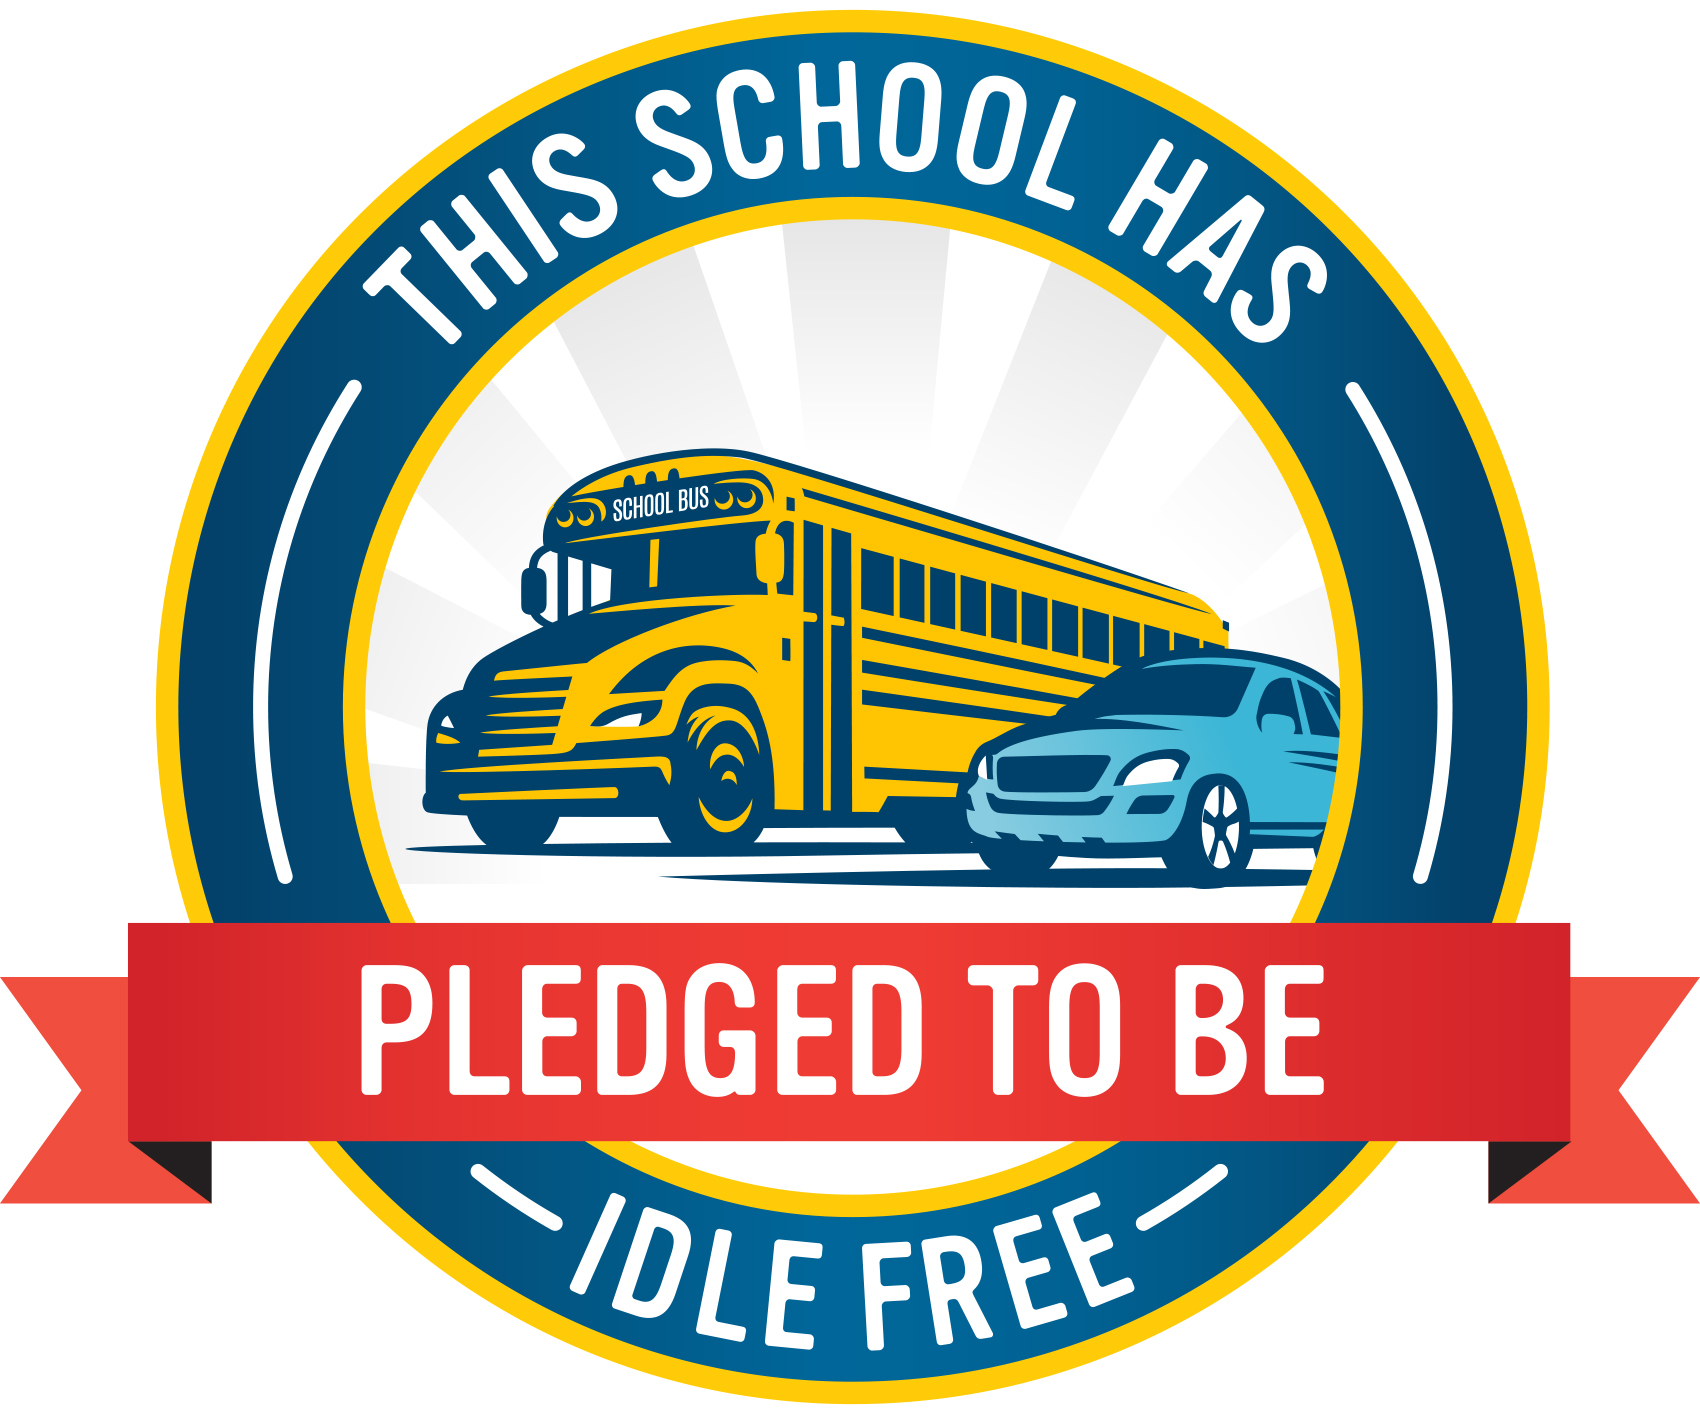 THIS SCHOOL HAS
SCHOOL BUS
PLEDGED TO BE
IDLE FREE